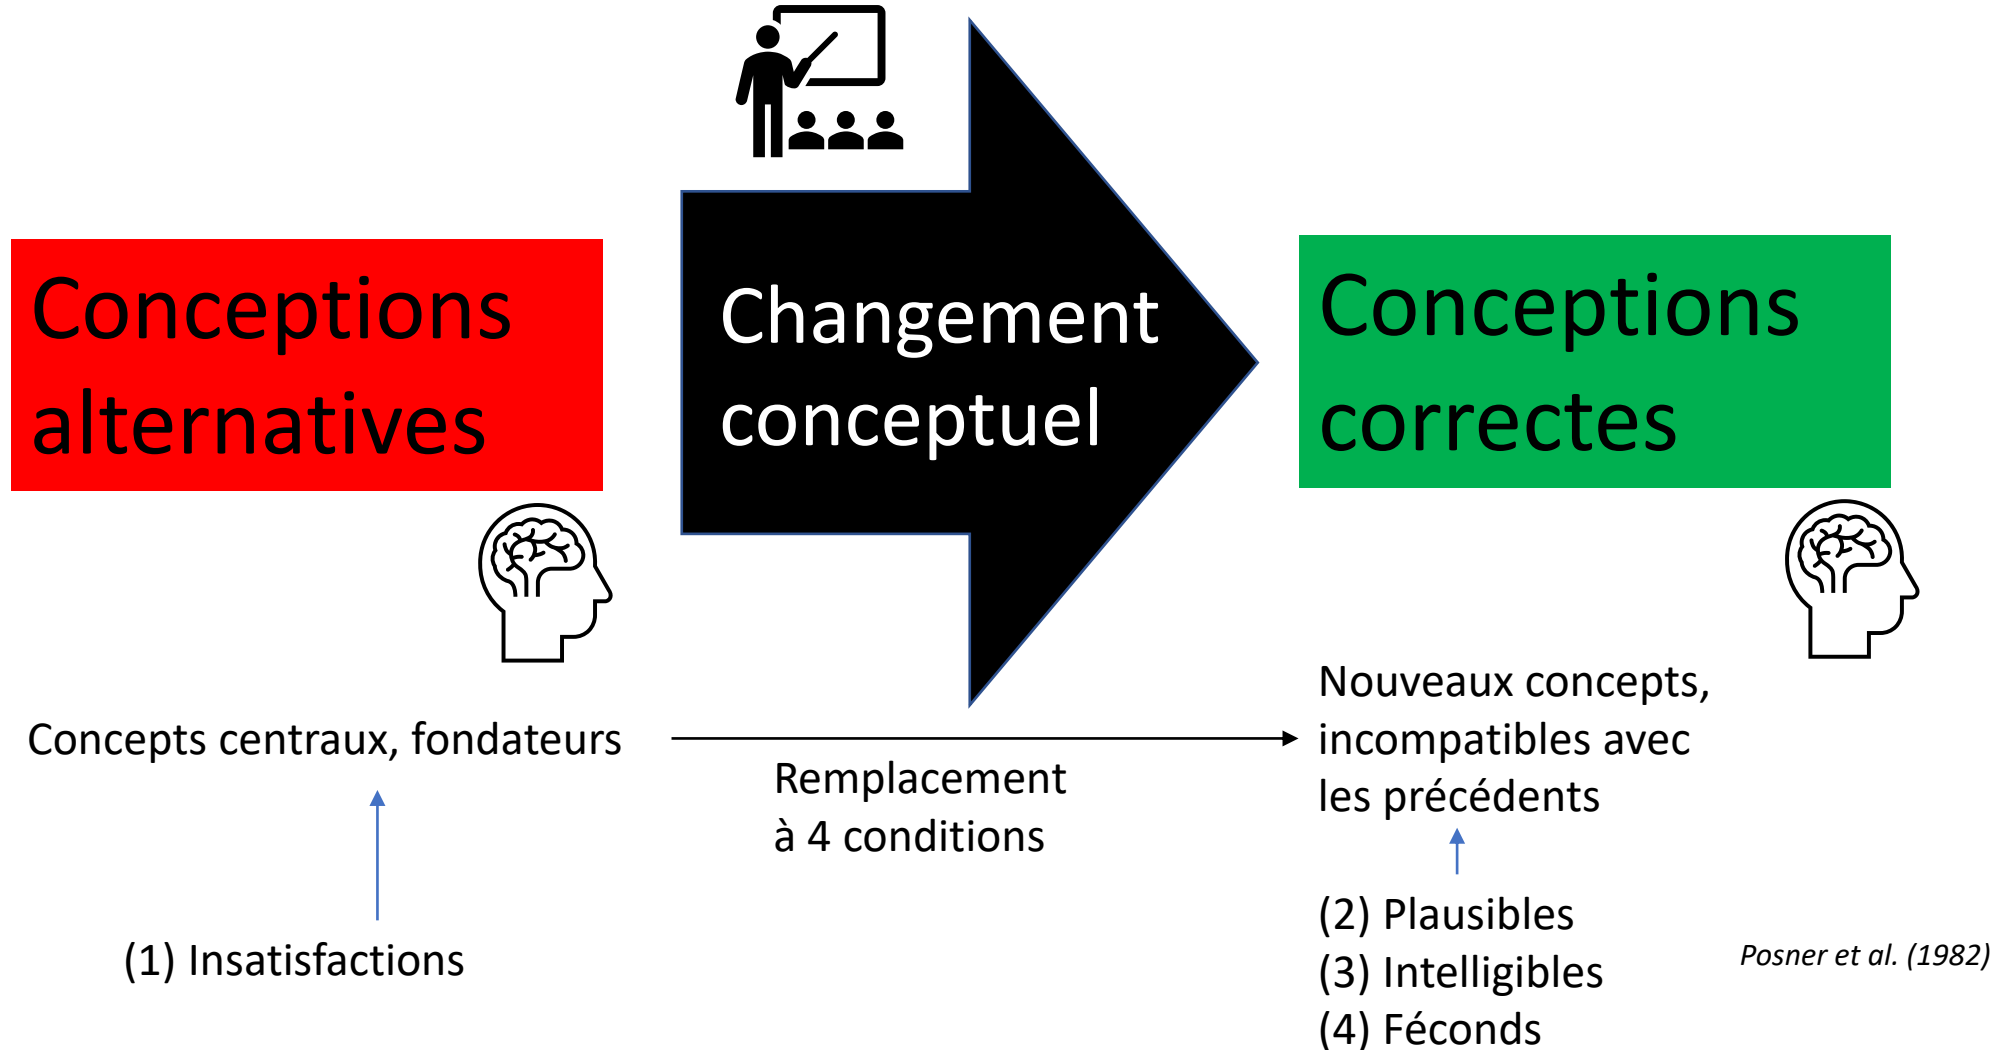 Conceptions
alternatives
Changement
conceptuel
Conceptions
correctes
Concepts centraux, fondateurs
Remplacement
à 4 conditions
Nouveaux concepts,
incompatibles avec
les précédents
(1) Insatisfactions
(2) Plausibles
(3) Intelligibles
(4) Féconds
Posner et al. (1982)